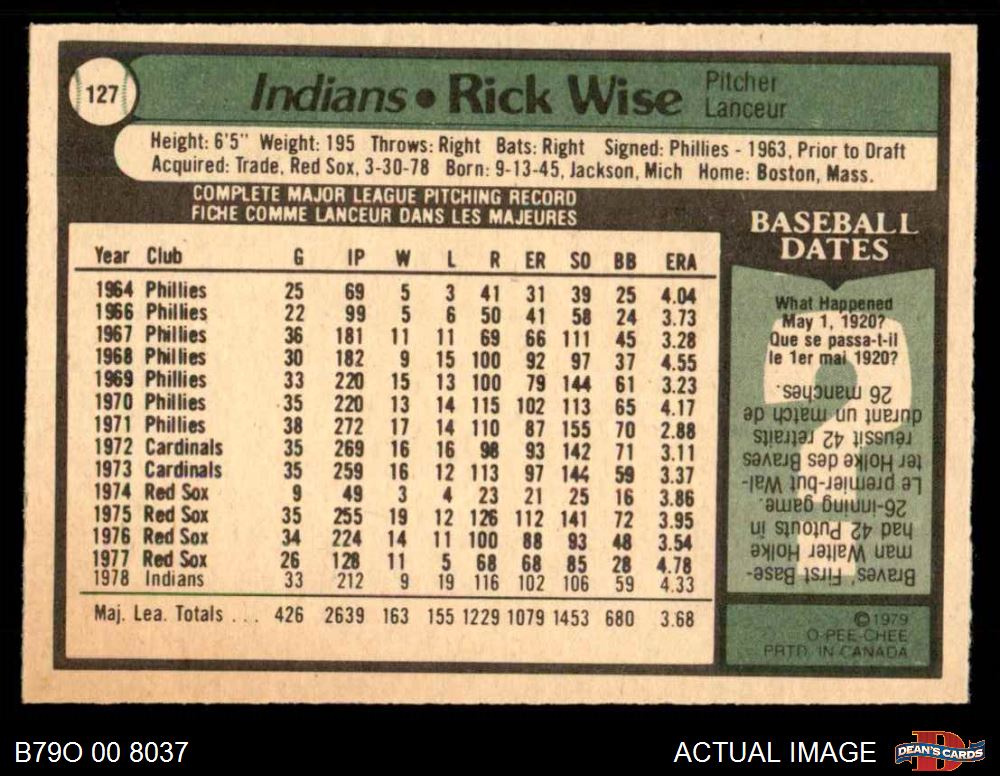 127
Indians • Rick Wise
Pitcher
Lanceur
Height: 6'5" Weight: 195 Throws: Right Bats: Right Signed: Phillies - 1963, Prior to Draft
Acquired: Trade, Red Sox, 3-30-78 Born: 9-13-45, Jackson, Mich Home: Boston, Mass.
COMPLETE MAJOR LEAGUE PITCHING RECORD
FICHE COMME LANCEUR DANS LES MAJEURES
Year Club G IP W L R ER SO BB ERA
1964 Phillies 25 69 5 3 41 31 39 25 4.04
1966 Phillies 22 99 5 6 50 41 58 24 3.73
1967 Phillies 36 181 11 11 69 66 111 45 3.28
1968 Phillies 30 182 9 15 100 92 97 37 4.55
1969 Phillies 33 220 15 13 100 79 144 61 3.23
1970 Phillies 35 220 13 14 115 102 113 65 4.17
1971 Phillies 38 272 17 14 110 87 155 70 2.88
1972 Cardinals 35 269 16 16 98 93 142 71 3.11
1973 Cardinals 35 259 16 12 113 97 144 59 3.37
1974 Red Sox 9 49 3 4 23 21 25 16 3.86
1975 Red Sox 35 255 19 12 126 112 141 72 3.95
1976 Red Sox 34 224 14 11 100 88 93 48 3.54
1977 Red Sox 26 128 11 5 68 68 85 28 4.78
1978 Indians 33 212 9 19 116 102 106 59 4.33
Maj. Lea. Totals . . . 426 2639 163 155 1229 1079 1453 680 3.68
BASEBALL
DATES
What Happened
May 1, 1920?
Que se passa-t-il
le 1er mai 1920?
Braves' First Base-
man Walter Holke
had 42 Putouts in
26-inning game.
Le premier-but Wal-
ter Holke des Braves
réussit 42 retraits
durant un match de
26 manches.
©1979
O-PEE-CHEE
PRTD. IN CANADA
B79O 00 8037
ACTUAL IMAGE
DEAN'S CARDS